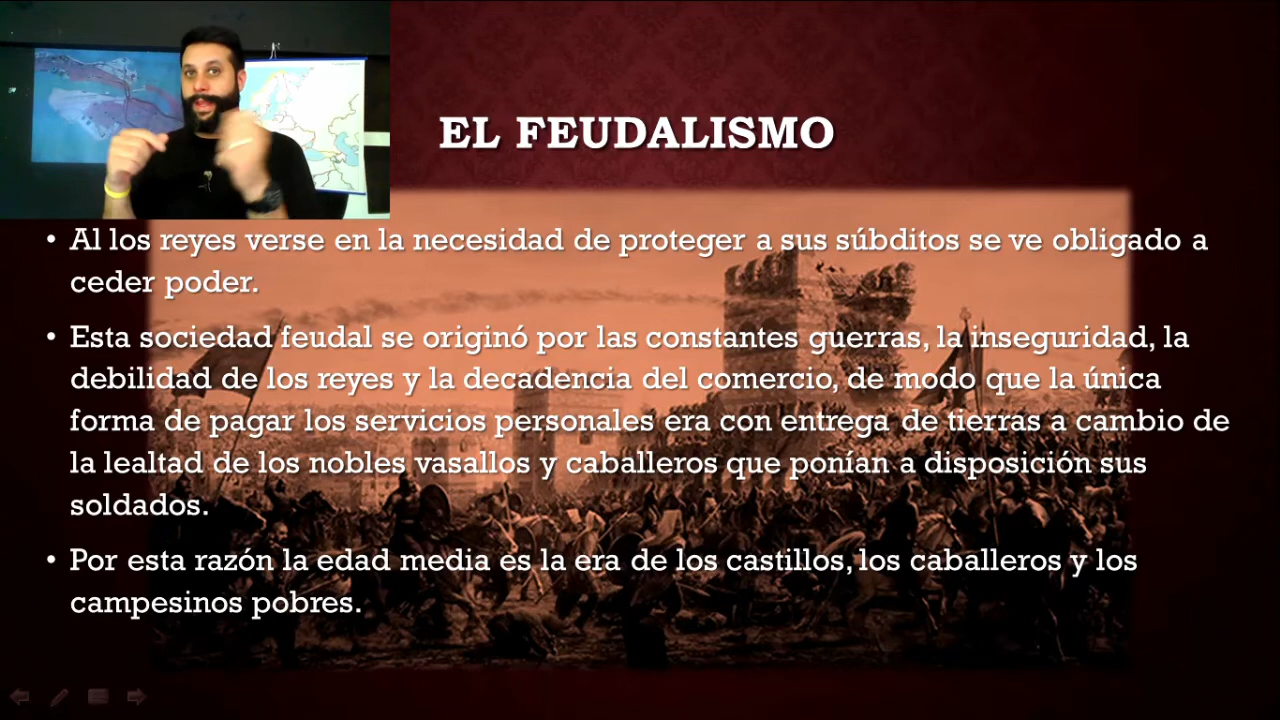 EL FEUDALISMO
• Al los reyes verse en la necesidad de proteger a sus súbditos se ve obligado a
ceder poder.
• Esta sociedad feudal se originó por las constantes guerras, la inseguridad, la
debilidad de los reyes y la decadencia del comercio, de modo que la única
forma de pagar los servicios personales era con entrega de tierras a cambio de
la lealtad de los nobles vasallos y caballeros que ponían a disposición sus
soldados.
• Por esta razón la edad media es la era de los castillos, los caballeros y los
campesinos pobres.